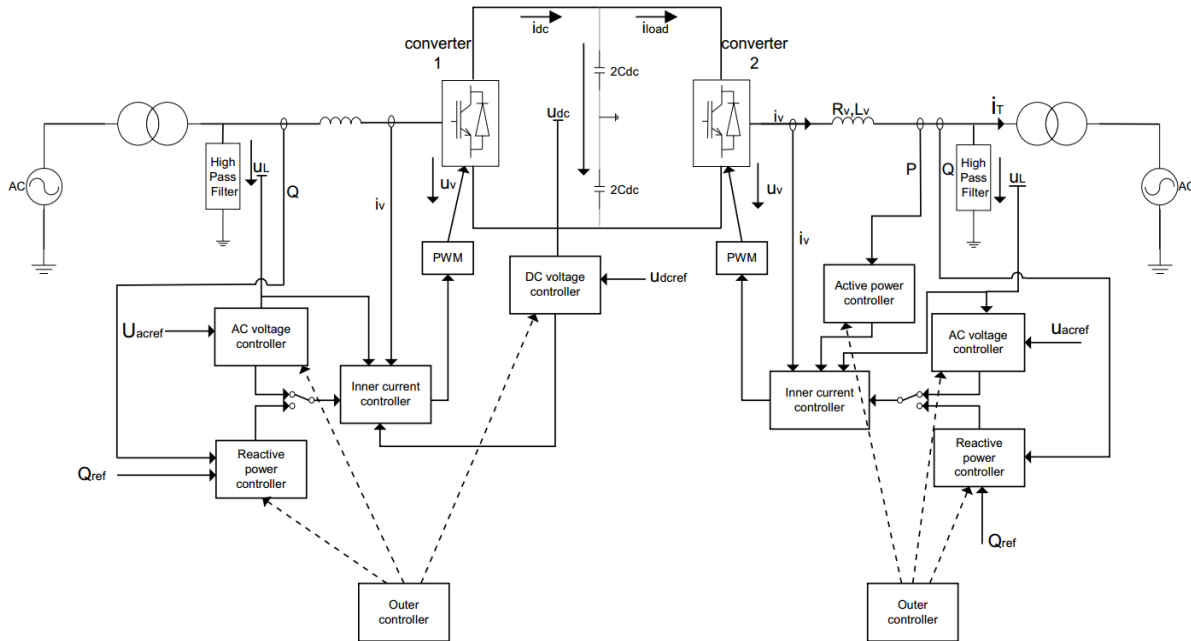 idc
iload
converter
1
converter
2
2Cdc
udc
2Cdc
iv
Rv,Lv
iT
High
Pass
Filter
uL
Q
AC
uv
iv
uv
iv
P
Q
High
Pass
Filter
uL
AC
PWM
DC voltage
controller
udcref
PWM
Active power
controller
Uacref
AC voltage
controller
AC voltage
controller
uacref
Inner current
controller
Inner current
controller
Reactive
power
controller
Qref
Reactive
power
controller
Qref
Outer
controller
Outer
controller